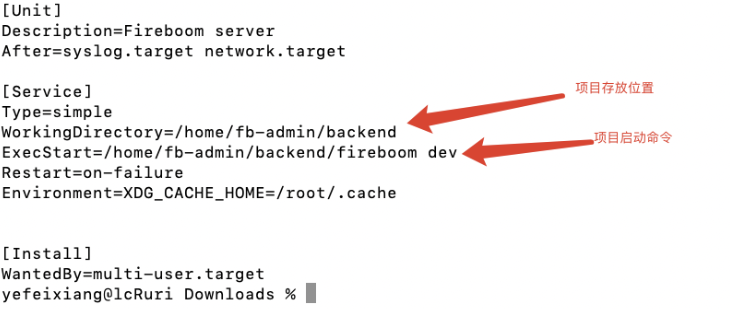 [Unit]
Description=Fireboom server
After=syslog.target network.target
[Service]
项目存放位置
Type=simple
WorkingDirectory=/home/fb-admin/backend
项目启动命令
ExecStart=/home/fb-admin/backend/fireboom dev
Restart=on-failure
Environment=XDG_CACHE_HOME=/root/.cache
[Install]
WantedBy=multi-user.target
yefeixiang@lcRuri Downloads %